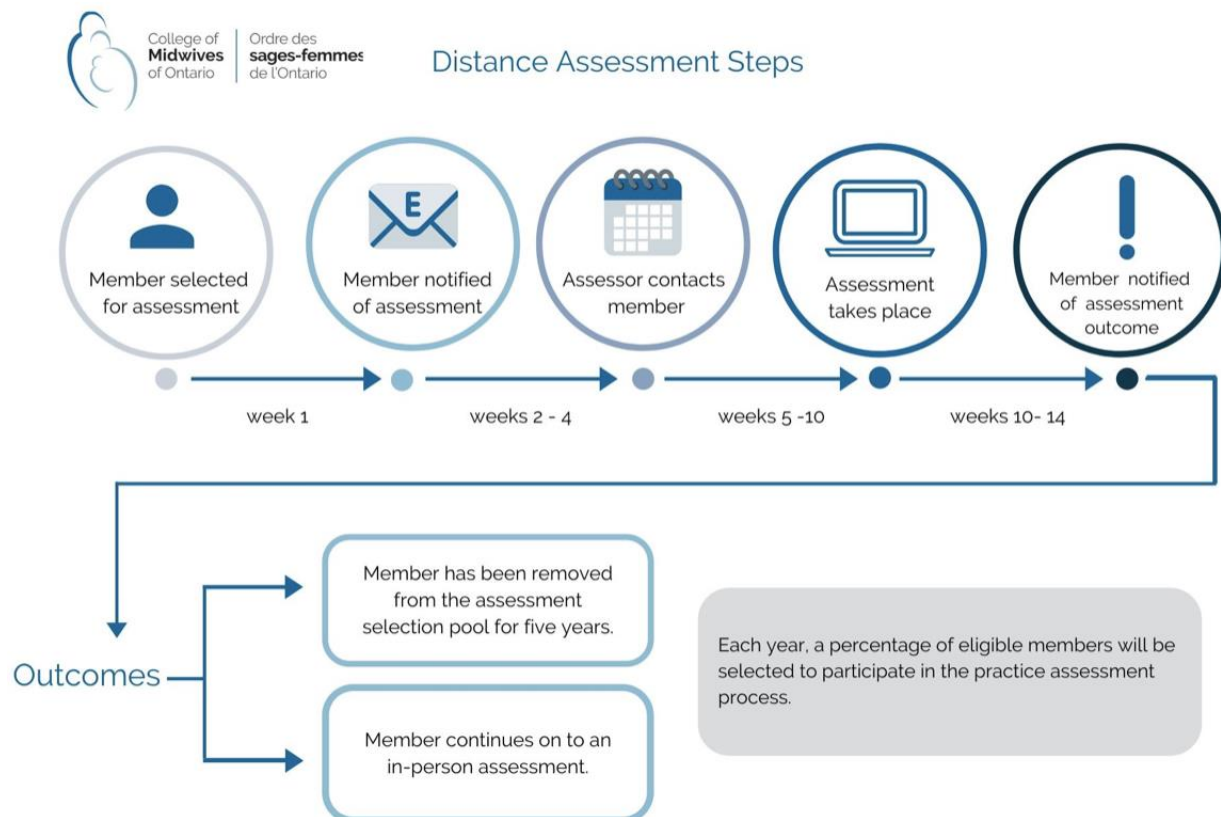 College of
Midwives
of Ontario
Ordre des
sages-femmes
de l'Ontario
Distance Assessment Steps
Member selected
for assessment
E
Member notified
of assessment
Assessor contacts
member
Assessment
takes place
Member notified
of assessment
outcome
week 1
weeks 2 - 4
weeks 5 -10
weeks 10- 14
Outcomes
Member has been removed
from the assessment
selection pool for five years.
Member continues on to an
in-person assessment.
Each year, a percentage of eligible members will be
selected to participate in the practice assessment
process.